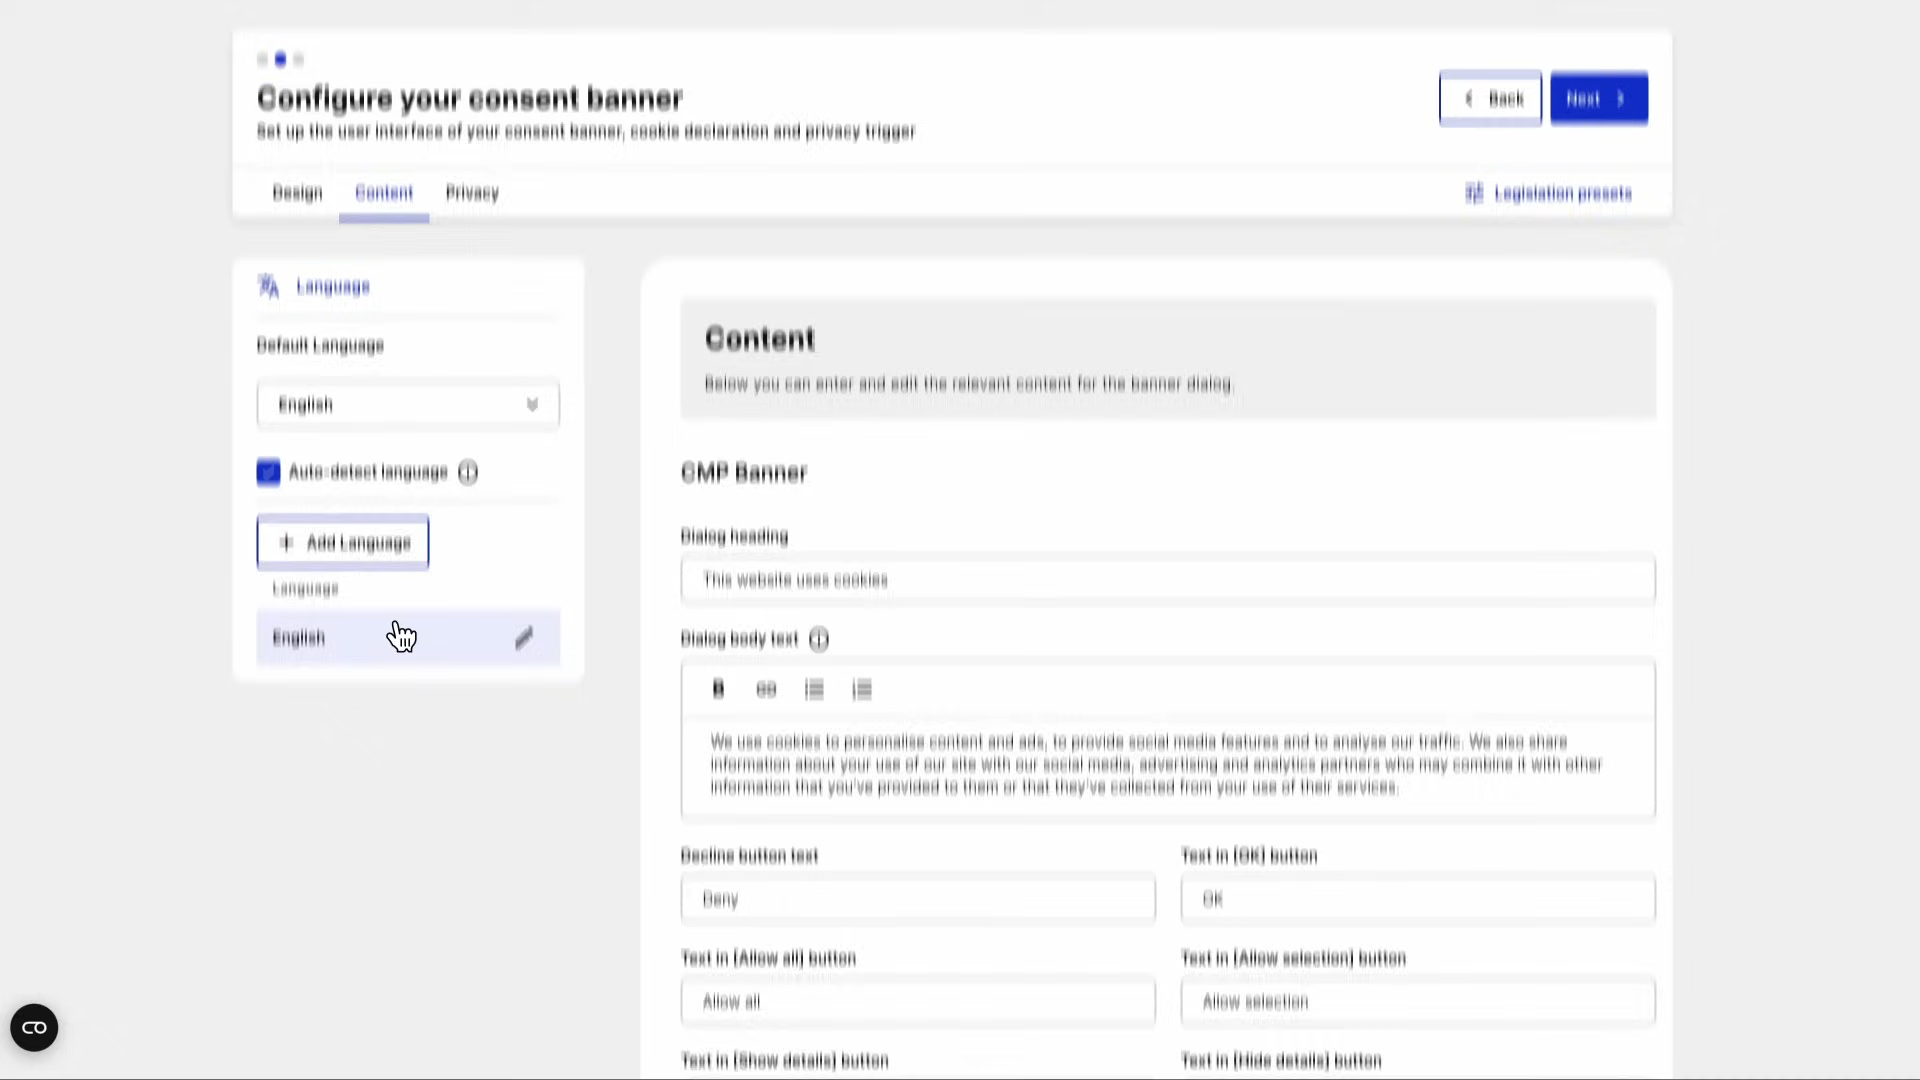 Configure your consent banner
Set up the user interface of your consent banner, cookie declaration and privacy trigger
Back
Next
Design
Content
Privacy
Legislation presets
Language
Default Language
English
Auto-detect language
Add Language
Language
English
Content
Below you can enter and edit the relevant content for the banner dialog.
CMP Banner
Dialog heading
This website uses cookies
Dialog body text
B
We use cookies to personalise content and ads, to provide social media features and to analyse our traffic. We also share
information about your use of our site with our social media, advertising and analytics partners who may combine it with other
information that you've provided to them or that they've collected from your use of their services.
Decline button text
Text in [OK] button
Deny
OK
Text in [Allow all] button
Text in [Allow selection] button
Allow all
Allow selection
Text in [Show details] button
Text in [Hide details] button